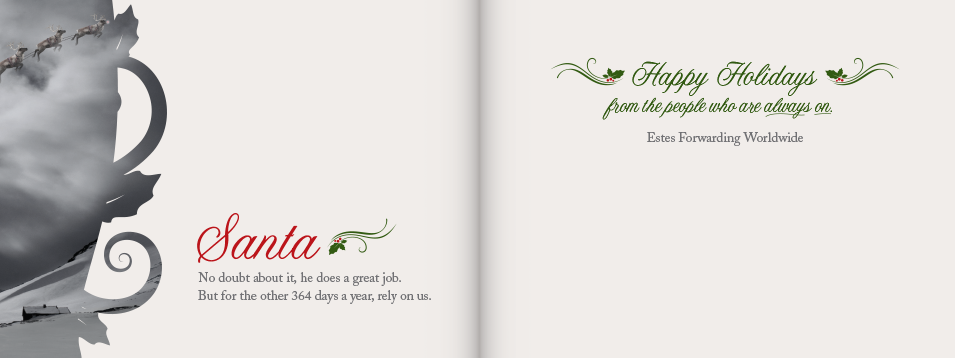 Santa
No doubt about it, he does a great job.
But for the other 364 days a year, rely on us.
Happy Holidays
from the people who are always on.
Estes Forwarding Worldwide